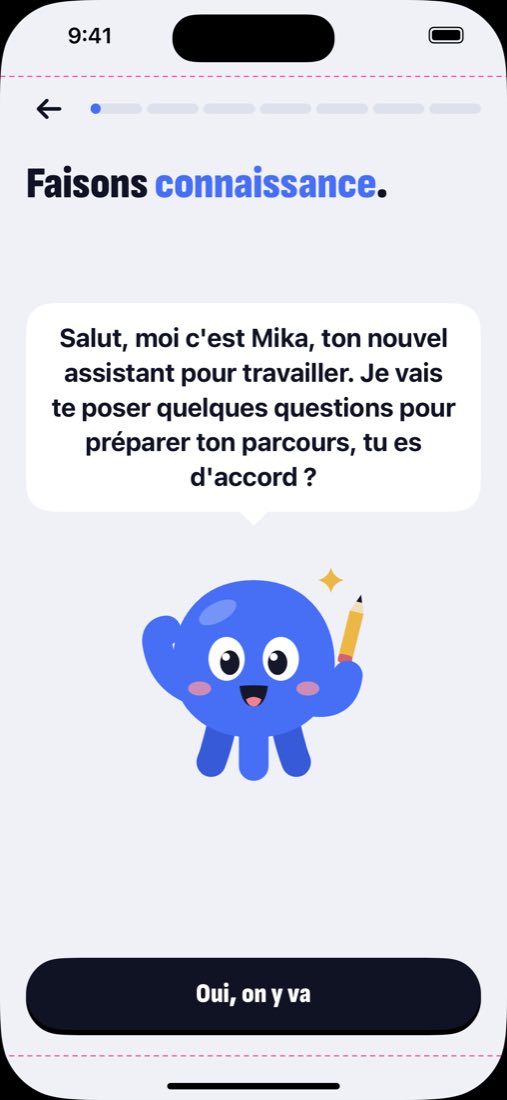 9:41
Faisons connaissance.
Salut, moi c'est Mika, ton nouvel
assistant pour travailler. Je vais
te poser quelques questions pour
préparer ton parcours, tu es
d'accord ?
Oui, on y va